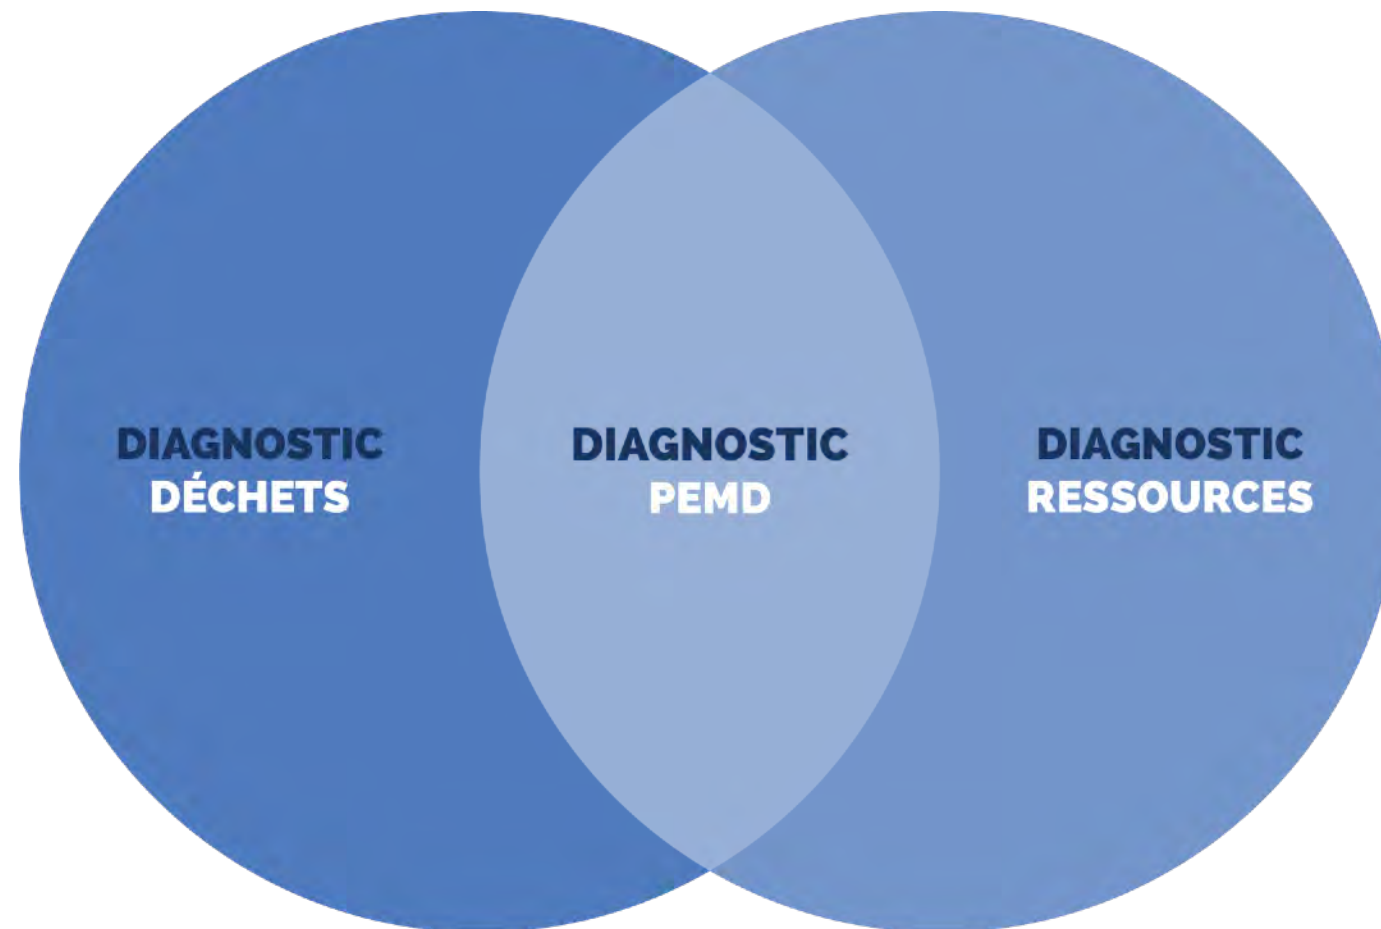 DIAGNOSTIC
DÉCHETS
DIAGNOSTIC
PEMD
DIAGNOSTIC
RESSOURCES